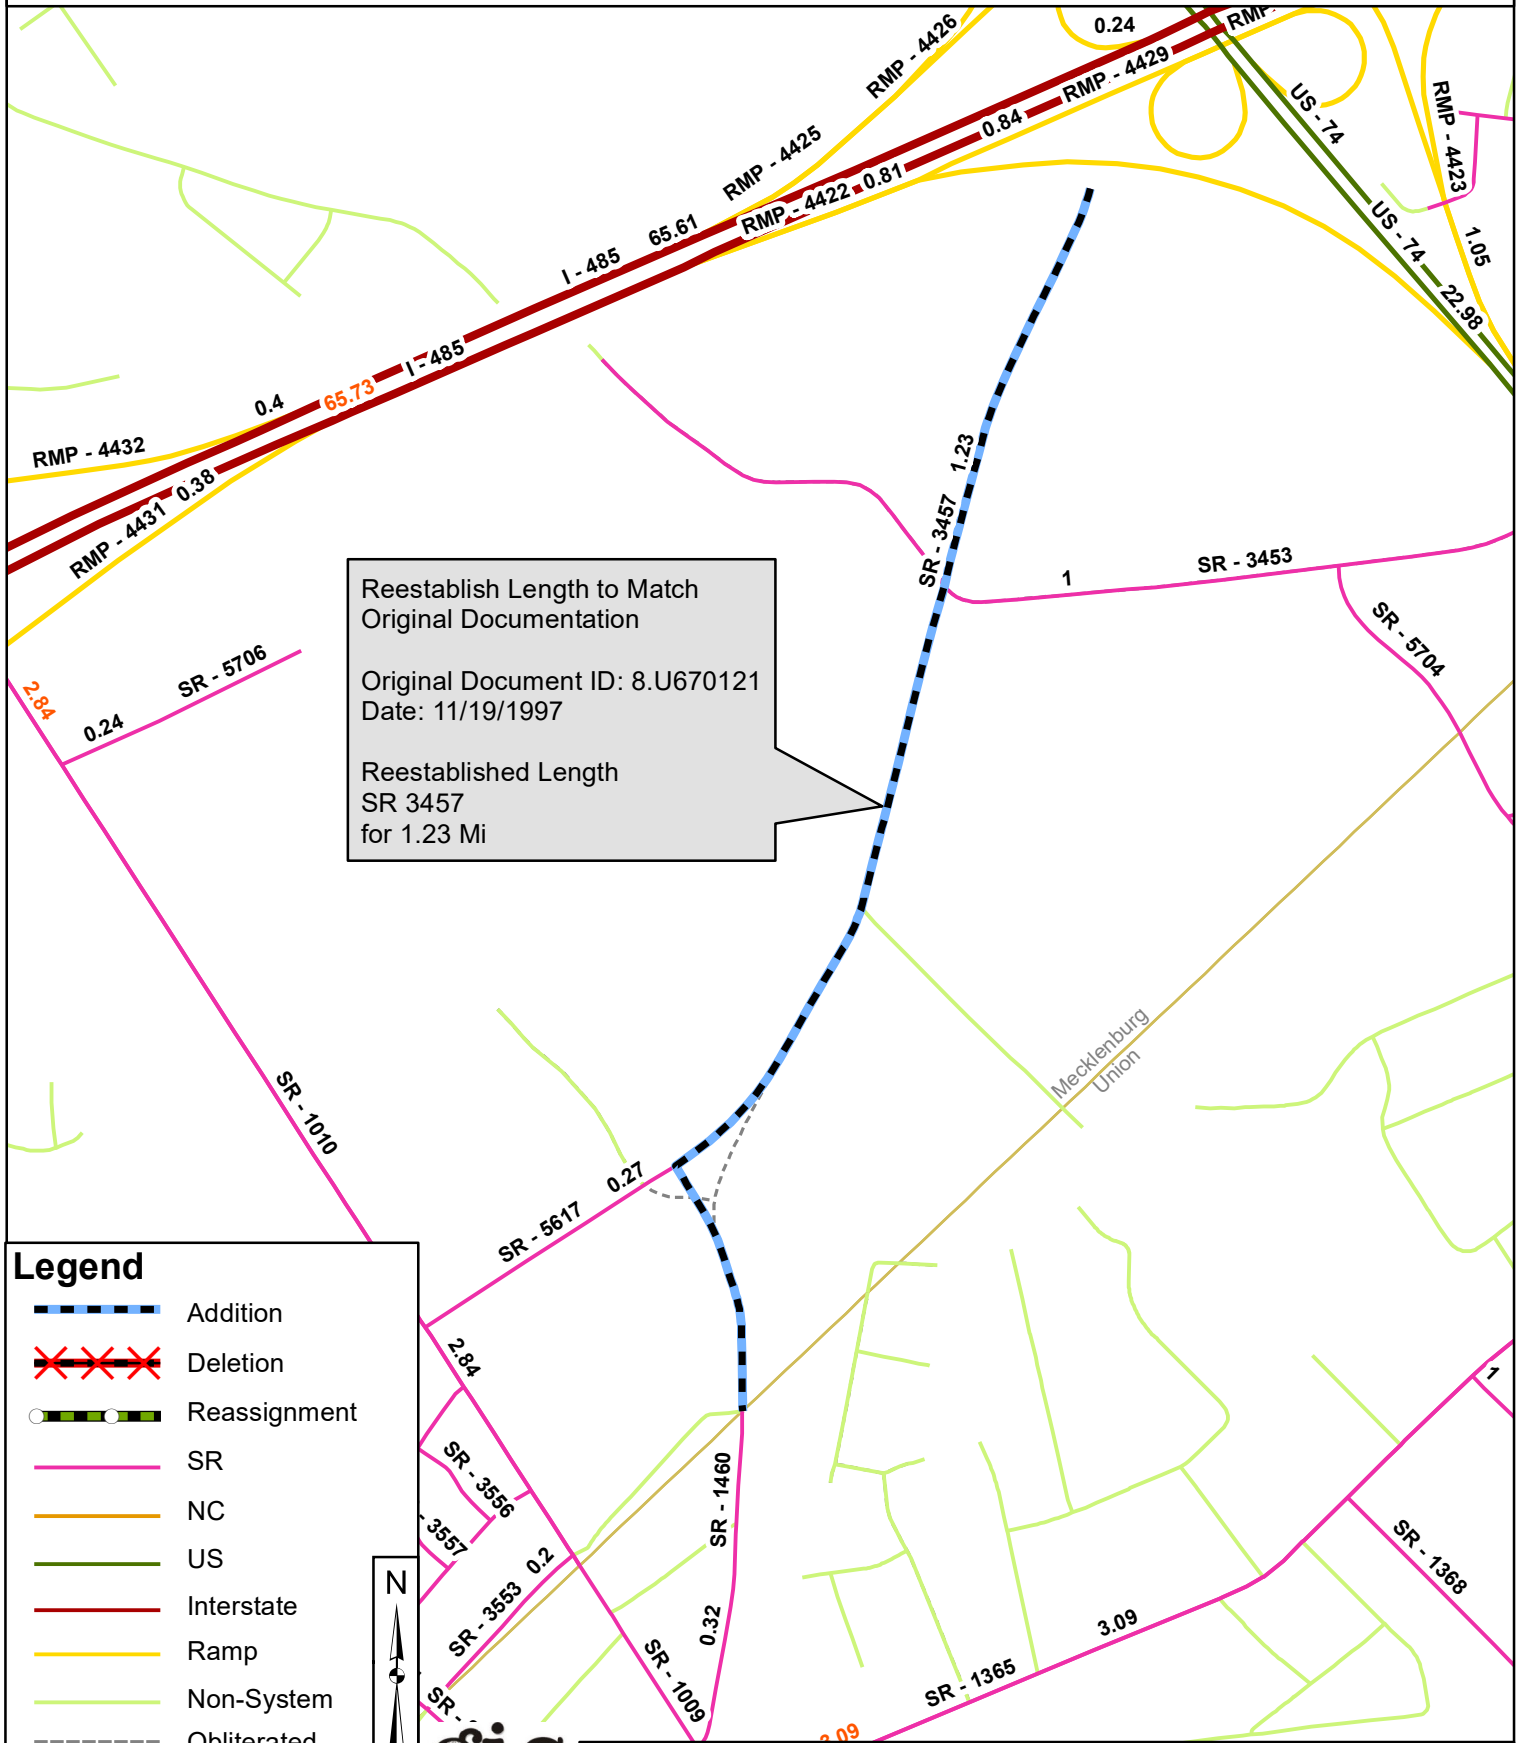 0.24
RMP
RMP - 4426
RMP - 4429
US - 74
RMP - 4423
0.84
RMP - 4425
0.81
RMP - 4422
US - 74
1.05
65.61
I - 485
22.98
I - 485
65.73
0.4
RMP - 4432
0.38
RMP - 4431
1.23
SR - 3457
SR - 3453
1
SR - 5704
Reestablish Length to Match
Original Documentation
Original Document ID: 8.U670121
Date: 11/19/1997
Reestablished Length
SR 3457
for 1.23 Mi
SR - 5706
2.84
0.24
Mecklenburg
Union
SR - 1010
0.27
SR - 5617
2.84
1
SR - 3556
- 3557
SR - 1460
0.2
SR - 3553
0.32
SR - 1368
3.09
SR - 1009
SR - 1365
SR -
3.09
Legend
Addition
Deletion
Reassignment
SR
NC
US
Interstate
Ramp
Non-System
Obliterated
N